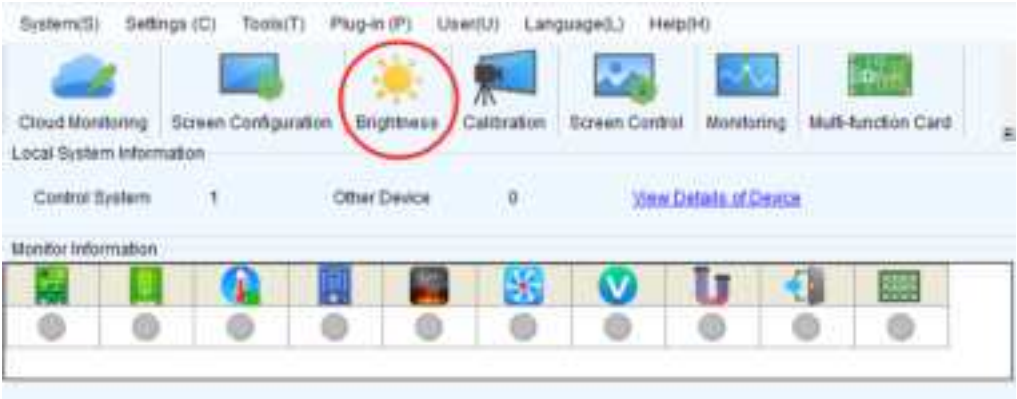 System(S) Settings (C) Tools(T) Plug-in (P) User(U) Language(L) Help(H)
Cloud Monitoring Screen Configuration Brightness Calibration Screen Control Monitoring Multi-function Card
Local System Information
Control System 1 Other Device 0 View Details of Device
Monitor Information